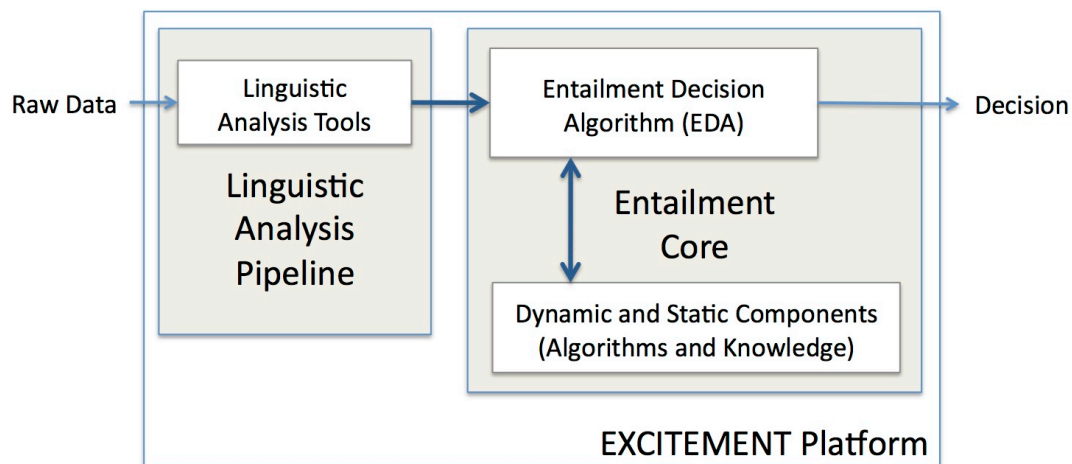 Raw Data
Linguistic
Analysis Tools
Linguistic
Analysis
Pipeline
Entailment Decision
Algorithm (EDA)
Entailment
Core
Dynamic and Static Components
(Algorithms and Knowledge)
Decision
EXCITEMENT Platform